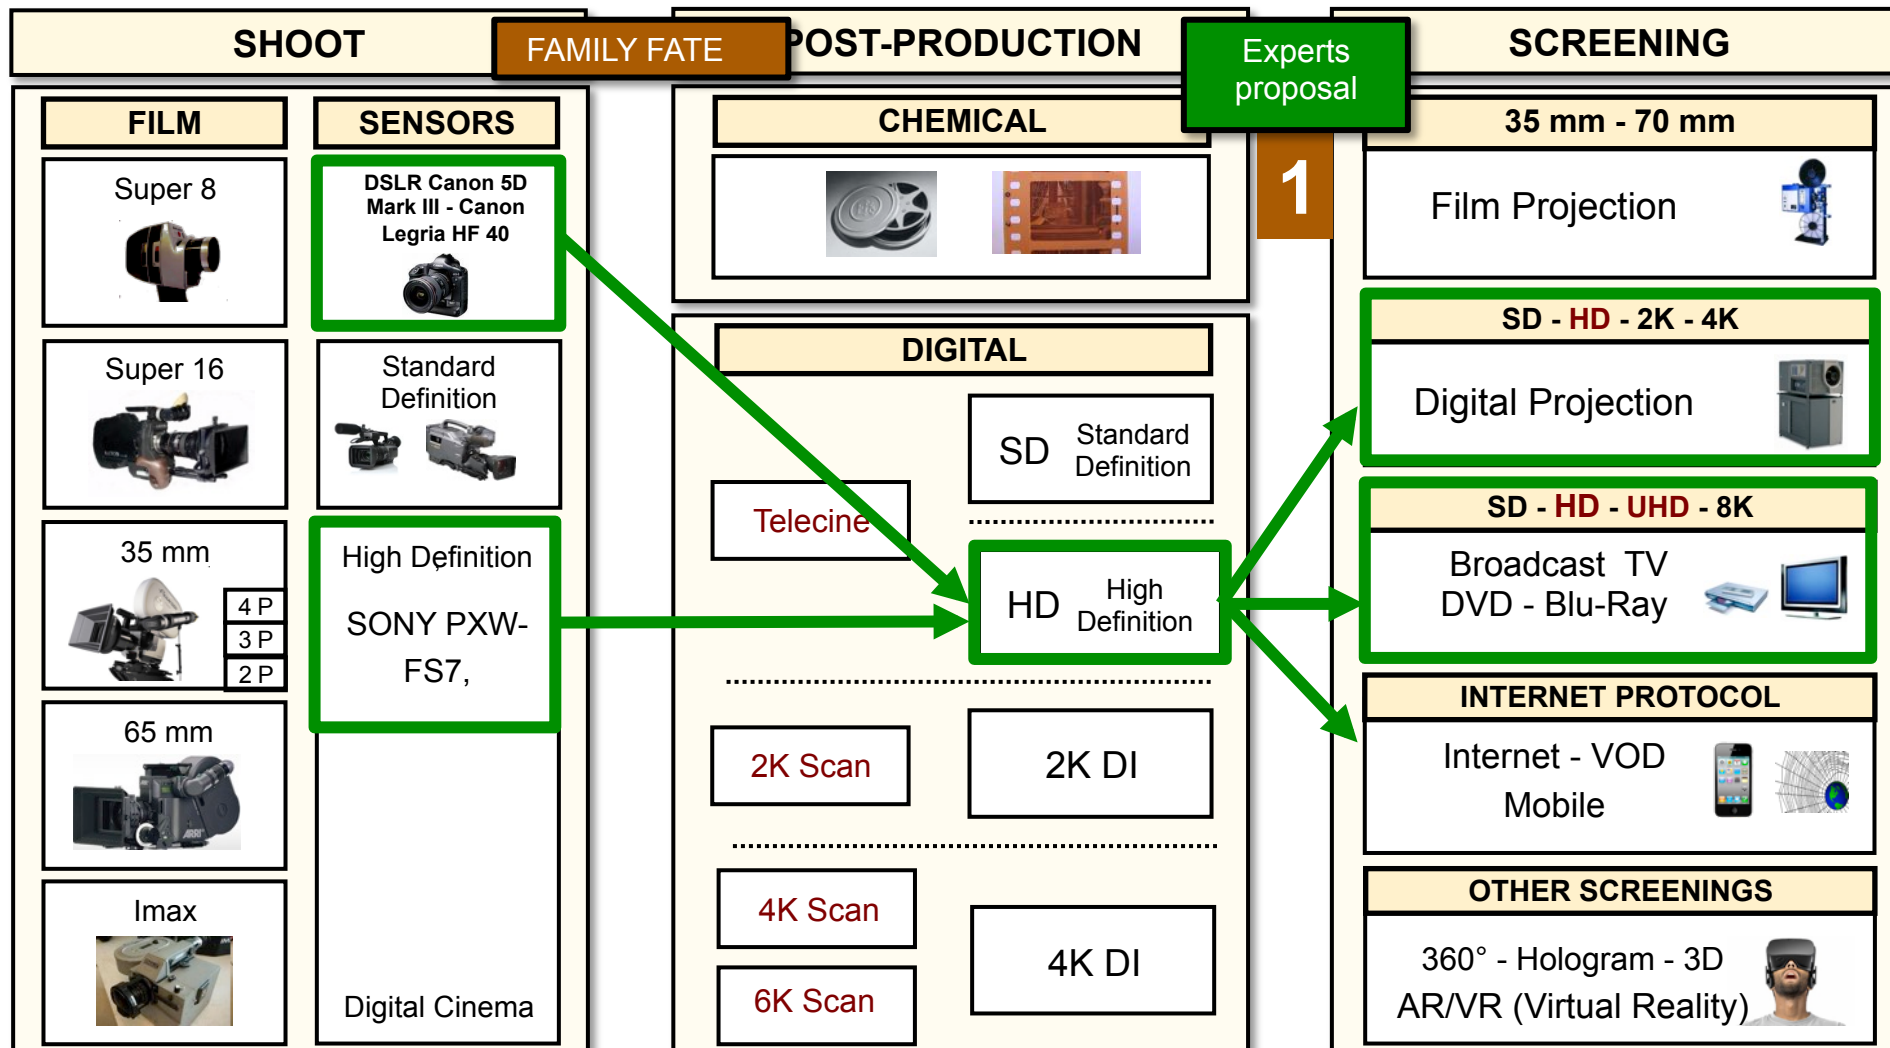 SHOOT
FAMILY FATE
POST-PRODUCTION
Experts
proposal
SCREENING
FILM
SENSORS
Super 8
DSLR Canon 5D
Mark III - Canon
Legria HF 40
Super 16
Standard
Definition
35 mm
4 P
3 P
2 P
High Definition
SONY PXW-
FS7,
65 mm
ARRI
Imax
Digital Cinema
CHEMICAL
1
DIGITAL
SD
Standard
Definition
Telecine
HD
High
Definition
2K Scan
2K DI
4K Scan
4K DI
6K Scan
35 mm - 70 mm
Film Projection
SD - HD - 2K - 4K
Digital Projection
SD - HD - UHD - 8K
Broadcast TV
DVD - Blu-Ray
INTERNET PROTOCOL
Internet - VOD
Mobile
OTHER SCREENINGS
360° - Hologram - 3D
AR/VR (Virtual Reality)